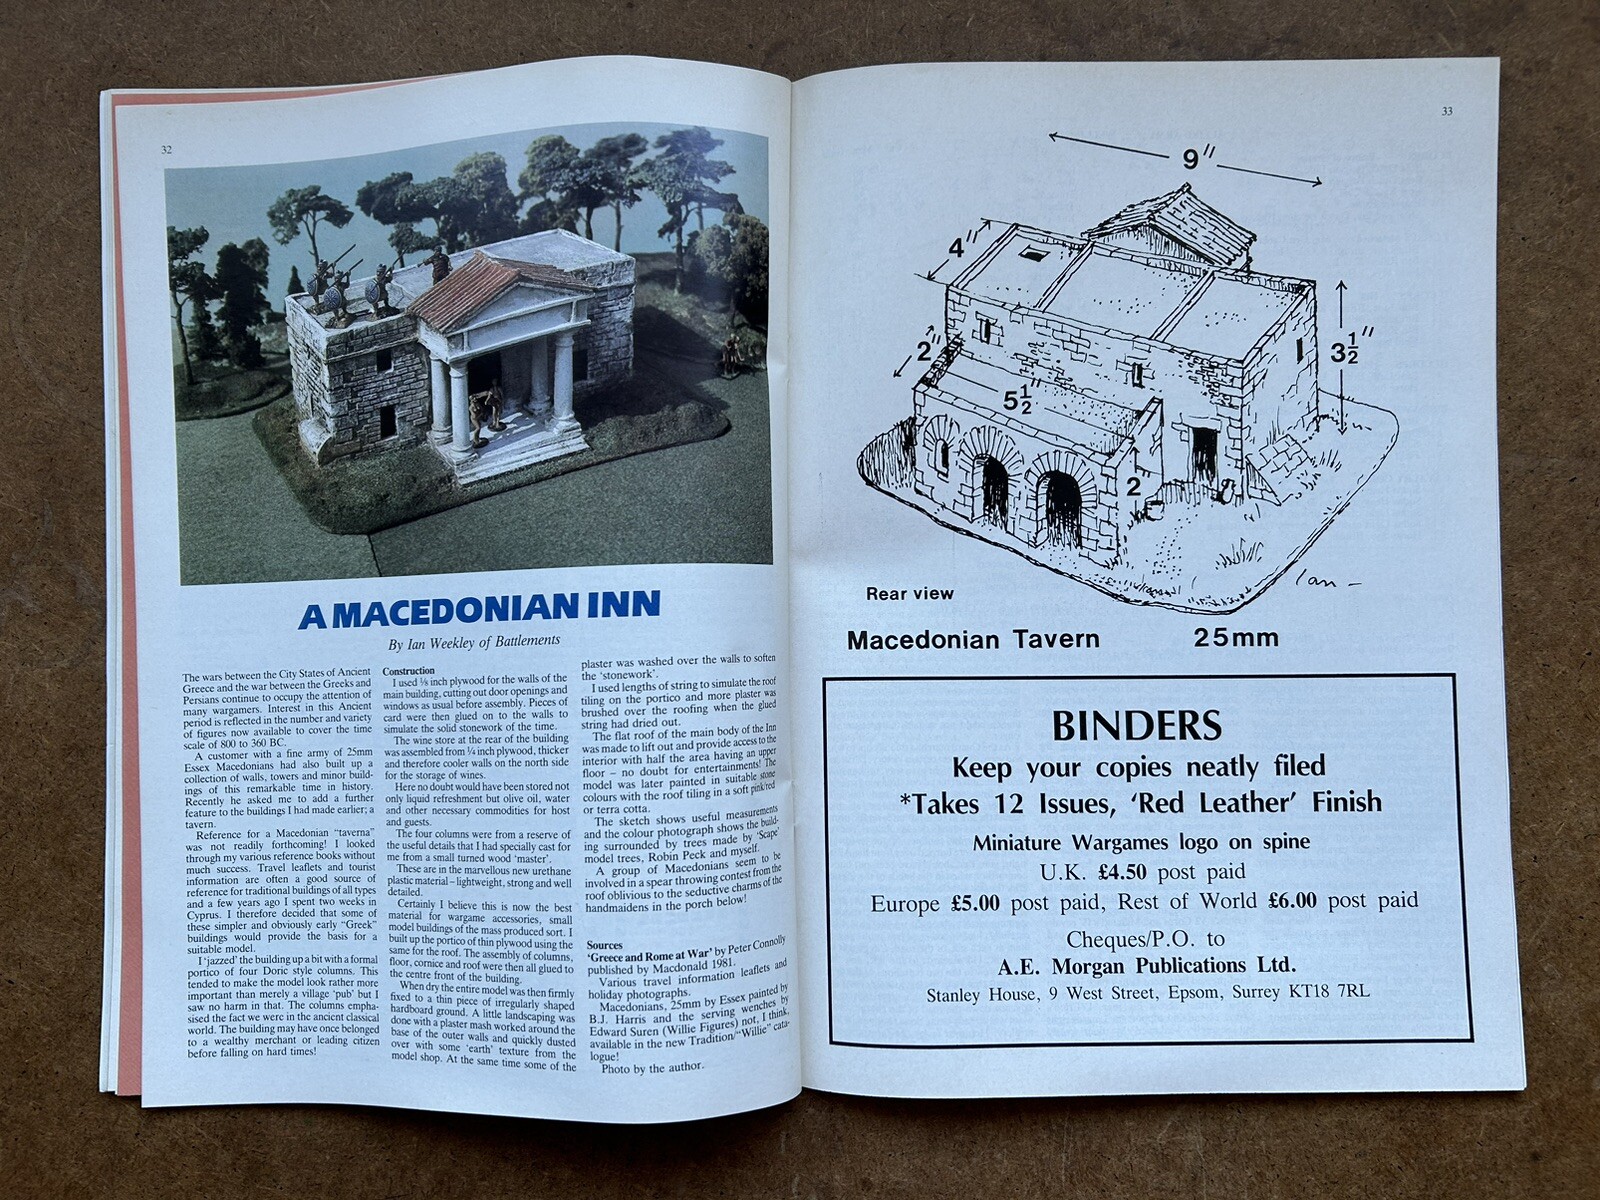 32
A MACEDONIAN INN
By Ian Weekley of Battlements
The wars between the City States of Ancient
Greece and the war between the Greeks and
Persians continue to occupy the attention of
many wargamers. Interest in this Ancient
period is reflected in the number and variety
of figures now available to cover the time
scale of 800 to 360 BC.
A customer with a fine army of 25mm
Essex Macedonians had also built up a
collection of walls, towers and minor build-
ings of this remarkable time in history.
Recently he asked me to add a further
feature to the buildings I had made earlier; a
tavern.
Reference for a Macedonian "taverna"
was not readily forthcoming! I looked
through my various reference books without
much success. Travel leaflets and tourist
information are often a good source of
reference for traditional buildings of all types
and a few years ago I spent two weeks in
Cyprus. I therefore decided that some of
these simpler and obviously early "Greek"
buildings would provide the basis for a
suitable model.
I 'jazzed' the building up a bit with a formal
portico of four Doric style columns. This
tended to make the model look rather more
important than merely a village 'pub' but I
saw no harm in that. The columns empha-
sised the fact we were in the ancient classical
world. The building may have once belonged
to a wealthy merchant or leading citizen
before falling on hard times!
Construction
I used ⅛ inch plywood for the walls of the
main building, cutting out door openings and
windows as usual before assembly. Pieces of
card were then glued on to the walls to
simulate the solid stonework of the time.
The wine store at the rear of the building
was assembled from ¼ inch plywood, thicker
and therefore cooler walls on the north side
for the storage of wines.
Here no doubt would have been stored not
only liquid refreshment but olive oil, water
and other necessary commodities for host
and guests.
The four columns were from a reserve of
the useful details that I had specially cast for
me from a small turned wood 'master'.
These are in the marvellous new urethane
plastic material – lightweight, strong and well
detailed.
Certainly I believe this is now the best
material for wargame accessories, small
model buildings of the mass produced sort. I
built up the portico of thin plywood using the
same for the roof. The assembly of columns,
floor, cornice and roof were then all glued to
the centre front of the building.
When dry the entire model was then firmly
fixed to a thin piece of irregularly shaped
hardboard ground. A little landscaping was
done with a plaster mash worked around the
base of the outer walls and quickly dusted
over with some 'earth' texture from the
model shop. At the same time some of the
plaster was washed over the walls to soften
the 'stonework'.
I used lengths of string to simulate the roof
tiling on the portico and more plaster was
brushed over the roofing when the glued
string had dried out.
The flat roof of the main body of the Inn
was made to lift out and provide access to the
interior with half the area having an upper
floor – no doubt for entertainments! The
model was later painted in suitable stone
colours with the roof tiling in a soft pink/red
or terra cotta.
The sketch shows useful measurements
and the colour photograph shows the build-
ing surrounded by trees made by 'Scape'
model trees, Robin Peck and myself.
A group of Macedonians seem to be
involved in a spear throwing contest from the
roof oblivious to the seductive charms of the
handmaidens in the porch below!
Sources
'Greece and Rome at War' by Peter Connolly
published by Macdonald 1981.
Various travel information leaflets and
holiday photographs.
Macedonians, 25mm by Essex painted by
B.J. Harris and the serving wenches by
Edward Suren (Willie Figures) not, I think,
available in the new Tradition/"Willie" cata-
logue!
Photo by the author.
33
9"
4"
2"
5½"
3½"
2
Ian –
Rear view
Macedonian Tavern 25mm
BINDERS
Keep your copies neatly filed
*Takes 12 Issues, 'Red Leather' Finish
Miniature Wargames logo on spine
U.K. £4.50 post paid
Europe £5.00 post paid, Rest of World £6.00 post paid
Cheques/P.O. to
A.E. Morgan Publications Ltd.
Stanley House, 9 West Street, Epsom, Surrey KT18 7RL